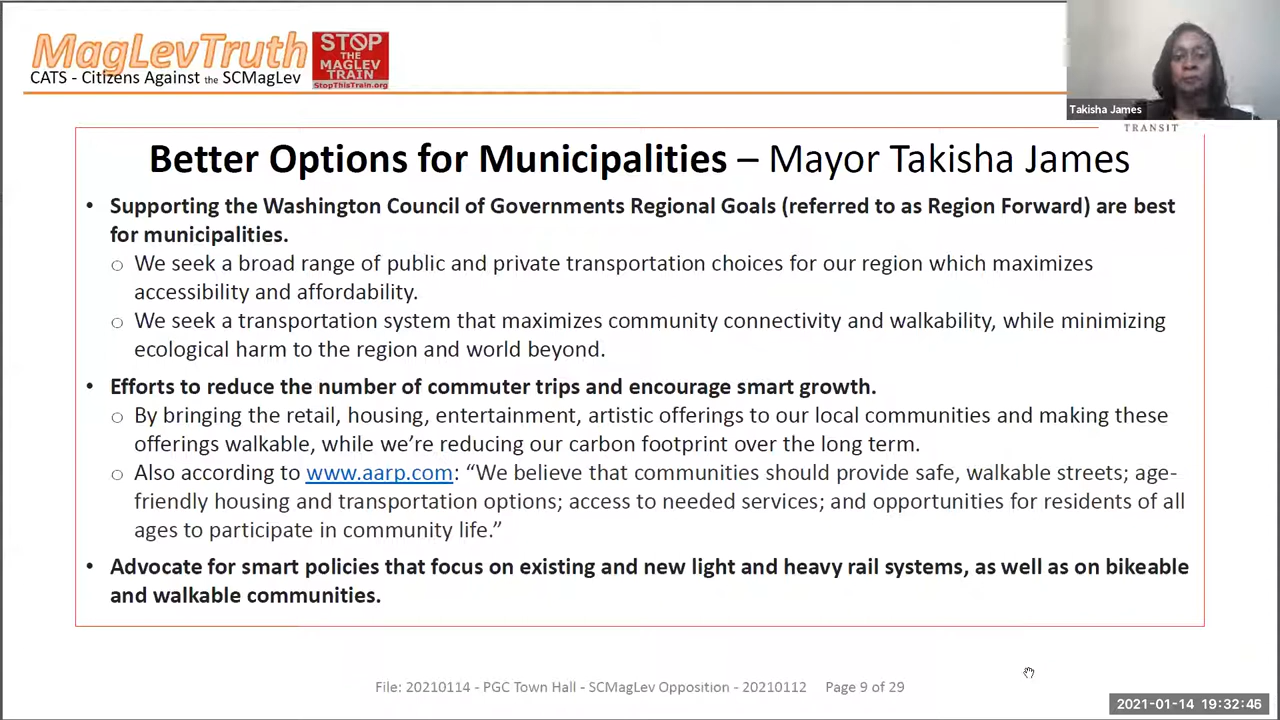 MagLevTruth
CATS - Citizens Against the SCMagLev
STOP
THE
MAGLEV
TRAIN
StopThisTrain.org
Takisha James
TRANSIT
Better Options for Municipalities – Mayor Takisha James
• Supporting the Washington Council of Governments Regional Goals (referred to as Region Forward) are best
for municipalities.
○ We seek a broad range of public and private transportation choices for our region which maximizes
accessibility and affordability.
○ We seek a transportation system that maximizes community connectivity and walkability, while minimizing
ecological harm to the region and world beyond.
• Efforts to reduce the number of commuter trips and encourage smart growth.
○ By bringing the retail, housing, entertainment, artistic offerings to our local communities and making these
offerings walkable, while we’re reducing our carbon footprint over the long term.
○ Also according to www.aarp.com: “We believe that communities should provide safe, walkable streets; age-
friendly housing and transportation options; access to needed services; and opportunities for residents of all
ages to participate in community life.”
• Advocate for smart policies that focus on existing and new light and heavy rail systems, as well as on bikeable
and walkable communities.
File: 20210114 - PGC Town Hall - SCMagLev Opposition - 20210112 Page 9 of 29
2021-01-14 19:32:46